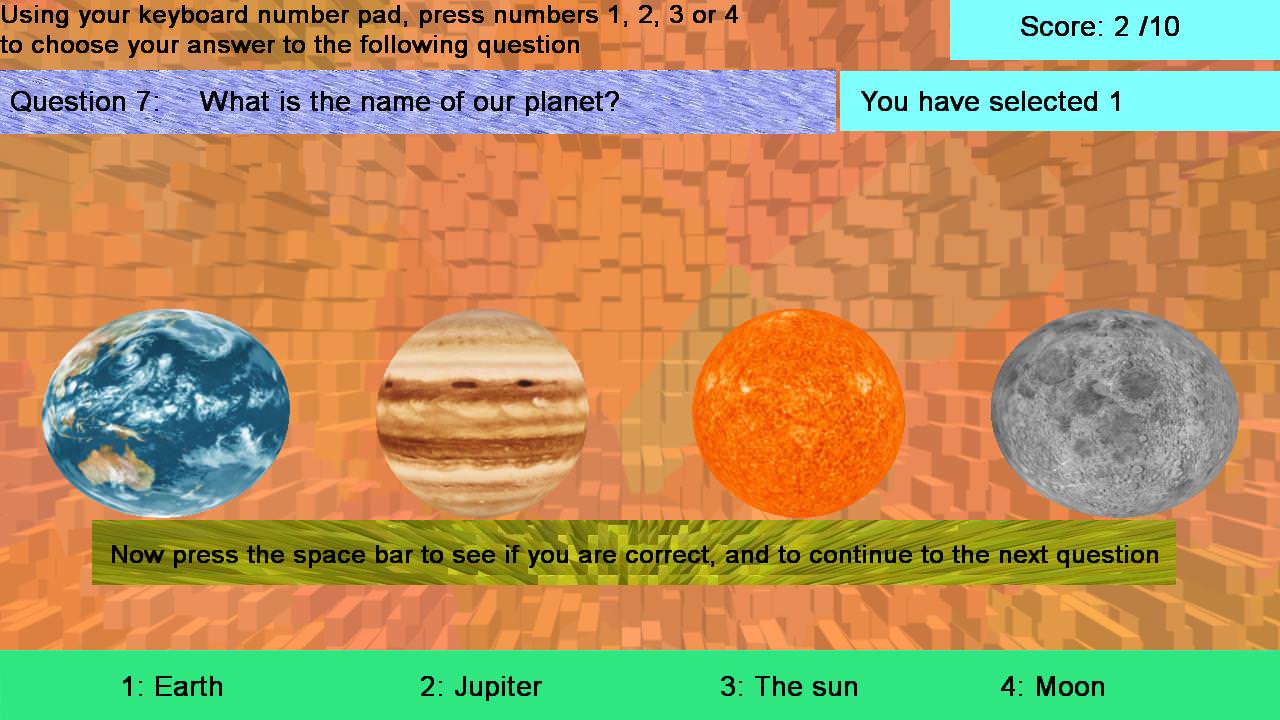 Using your keyboard number pad, press numbers 1, 2, 3 or 4
to choose your answer to the following question
Score: 2 /10
Question 7: What is the name of our planet?
You have selected 1
Now press the space bar to see if you are correct, and to continue to the next question
1: Earth
2: Jupiter
3: The sun
4: Moon